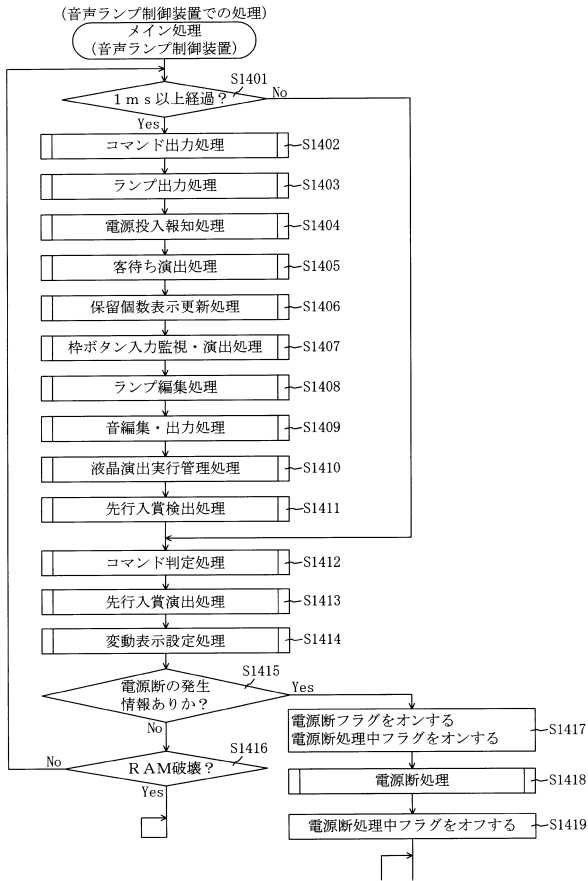 (音声ランプ制御装置での処理)
メイン処理
(音声ランプ制御装置)
S1401
1ms以上経過?
No
Yes
コマンド出力処理
S1402
ランプ出力処理
S1403
電源投入報知処理
S1404
客待ち演出処理
S1405
保留個数表示更新処理
S1406
枠ボタン入力監視・演出処理
S1407
ランプ編集処理
S1408
音編集・出力処理
S1409
液晶演出実行管理処理
S1410
先行入賞検出処理
S1411
コマンド判定処理
S1412
先行入賞演出処理
S1413
変動表示設定処理
S1414
S1415
電源断の発生
情報ありか?
Yes
No
電源断フラグをオンする
電源断処理中フラグをオンする
S1417
S1416
RAM破壊?
No
Yes
電源断処理
S1418
電源断処理中フラグをオフする
S1419